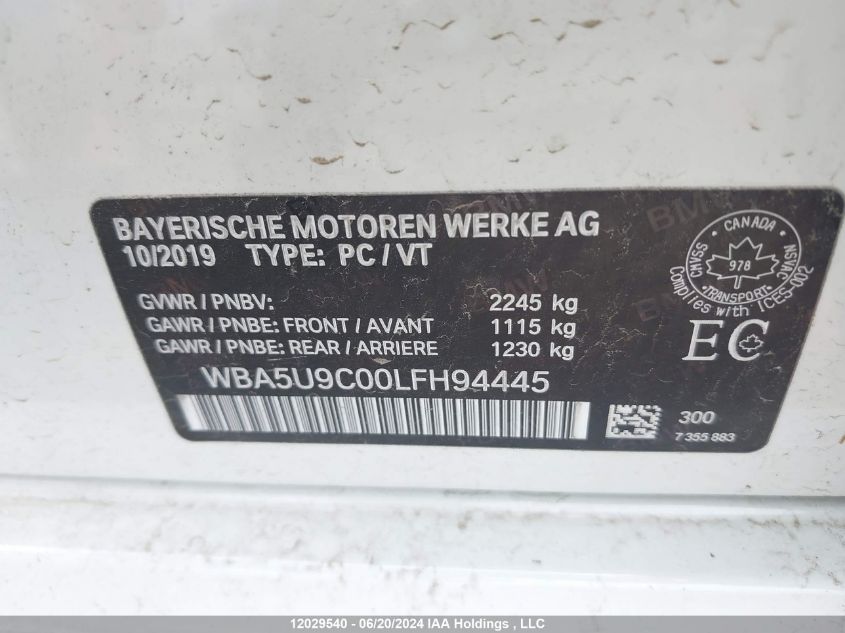 BAYERISCHE MOTOREN WERKE AG
10/2019 TYPE: PC / VT
GVWR / PNBV: 2245 kg
GAWR / PNBE: FRONT / AVANT 1115 kg
GAWR / PNBE: REAR / ARRIERE 1230 kg
WBA5U9C00LFH94445
CANADA
CMVSS
NSVAC
978
TRANSPORT
Complies with ICES-002
EC
300
7 355 883
BMW
BMW
12029540 - 06/20/2024 IAA Holdings , LLC